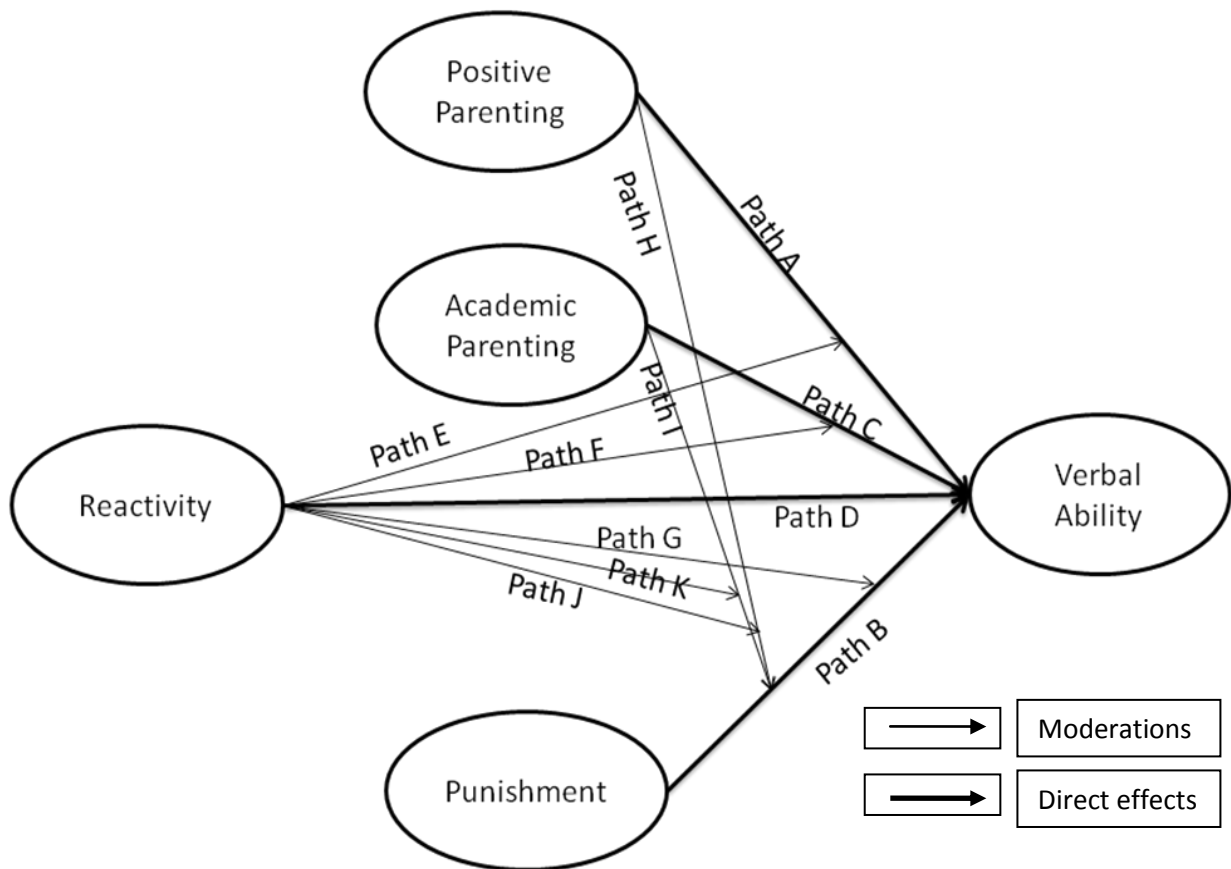 Positive
Parenting
Path H
Path A
Academic
Parenting
Path I
Path C
Path E
Path F
Reactivity
Verbal
Ability
Path D
Path G
Path K
Path J
Path B
Punishment
Moderations
Direct effects